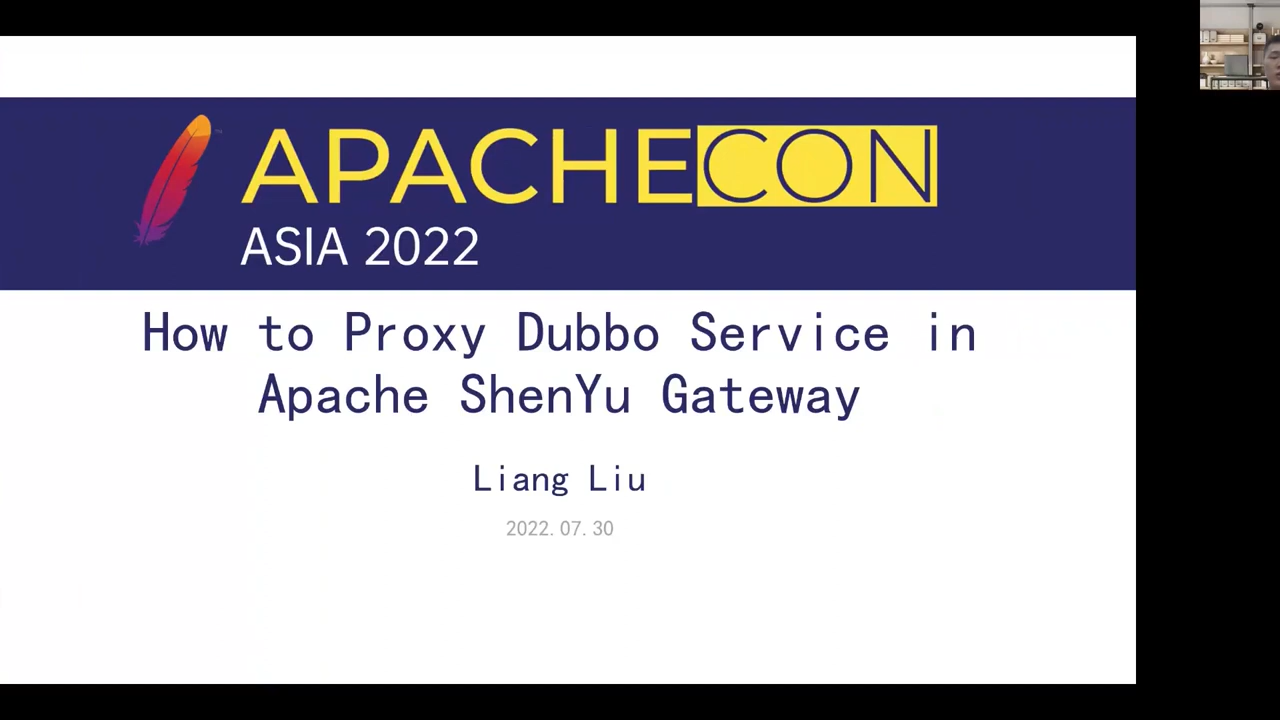 APACHECON
ASIA 2022
How to Proxy Dubbo Service in
Apache ShenYu Gateway
Liang Liu
2022.07.30